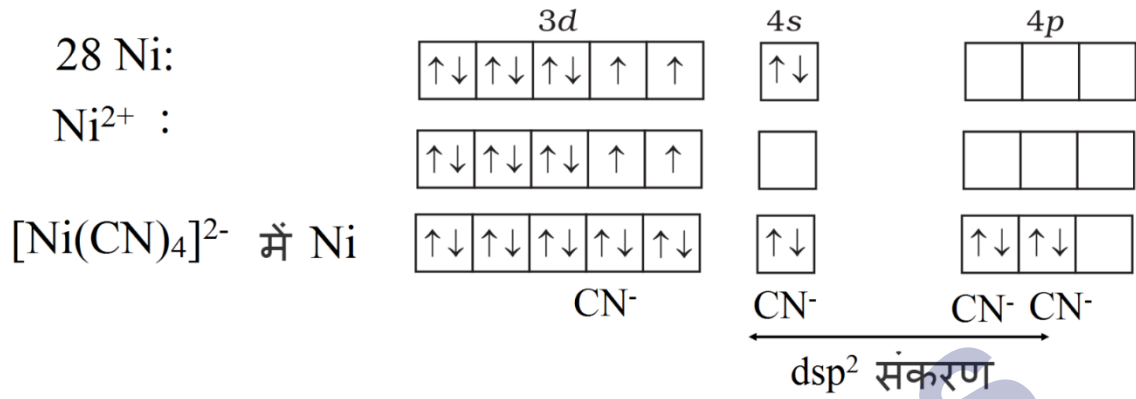 3d 4s 4p
28 Ni: ↑↓ ↑↓ ↑↓ ↑ ↑ ↑↓
Ni²⁺ : ↑↓ ↑↓ ↑↓ ↑ ↑
[Ni(CN)₄]²⁻ में Ni ↑↓ ↑↓ ↑↓ ↑↓ ↑↓ ↑↓ ↑↓ ↑↓
CN⁻ CN⁻ CN⁻ CN⁻
dsp² संकरण